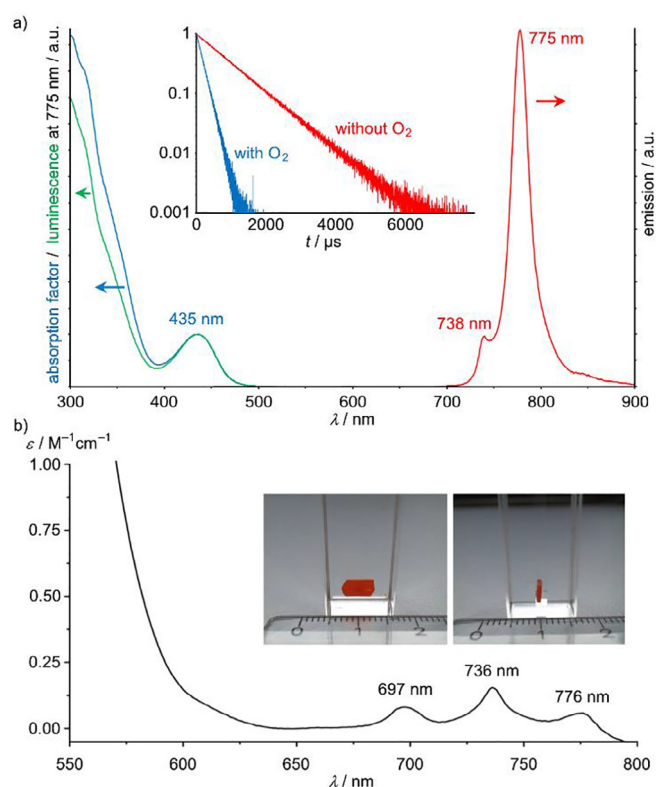 a)
absorption factor / luminescence at 775 nm / a.u.
1
0.1
0.01
0.001
0
2000
4000
6000
t / µs
with O₂
without O₂
435 nm
738 nm
775 nm
emission / a.u.
300
400
500
600
700
800
900
λ / nm
b)
ε / M⁻¹cm⁻¹
1.00
0.75
0.50
0.25
0.00
697 nm
736 nm
776 nm
0
1
2
0
1
2
550
600
650
700
750
800
λ / nm